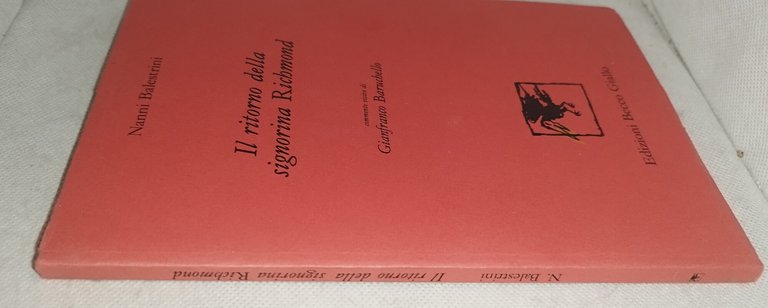 Nanni Balestrini
Il ritorno della
signorina Richmond
commento visivo di
Gianfranco Baruchello
Edizioni Becco Giallo
N. Balestrini Il ritorno della signorina Richmond